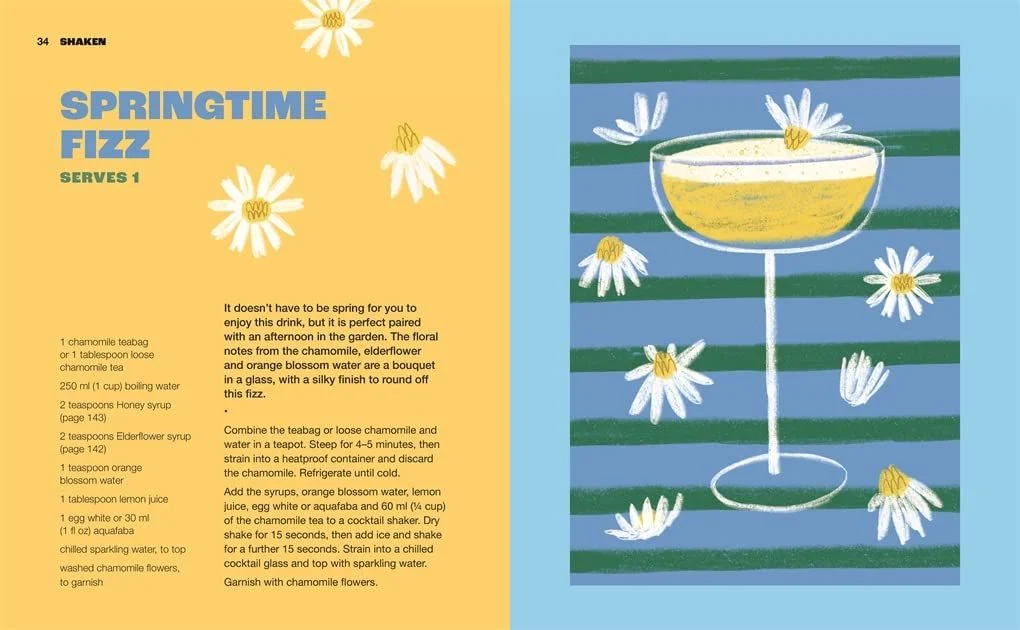 34 SHAKEN
SPRINGTIME
FIZZ
SERVES 1
1 chamomile teabag
or 1 tablespoon loose
chamomile tea
250 ml (1 cup) boiling water
2 teaspoons Honey syrup
(page 143)
2 teaspoons Elderflower syrup
(page 142)
1 teaspoon orange
blossom water
1 tablespoon lemon juice
1 egg white or 30 ml
(1 fl oz) aquafaba
chilled sparkling water, to top
washed chamomile flowers,
to garnish
It doesn't have to be spring for you to
enjoy this drink, but it is perfect paired
with an afternoon in the garden. The floral
notes from the chamomile, elderflower
and orange blossom water are a bouquet
in a glass, with a silky finish to round off
this fizz.
•
Combine the teabag or loose chamomile and
water in a teapot. Steep for 4–5 minutes, then
strain into a heatproof container and discard
the chamomile. Refrigerate until cold.
Add the syrups, orange blossom water, lemon
juice, egg white or aquafaba and 60 ml (¼ cup)
of the chamomile tea to a cocktail shaker. Dry
shake for 15 seconds, then add ice and shake
for a further 15 seconds. Strain into a chilled
cocktail glass and top with sparkling water.
Garnish with chamomile flowers.